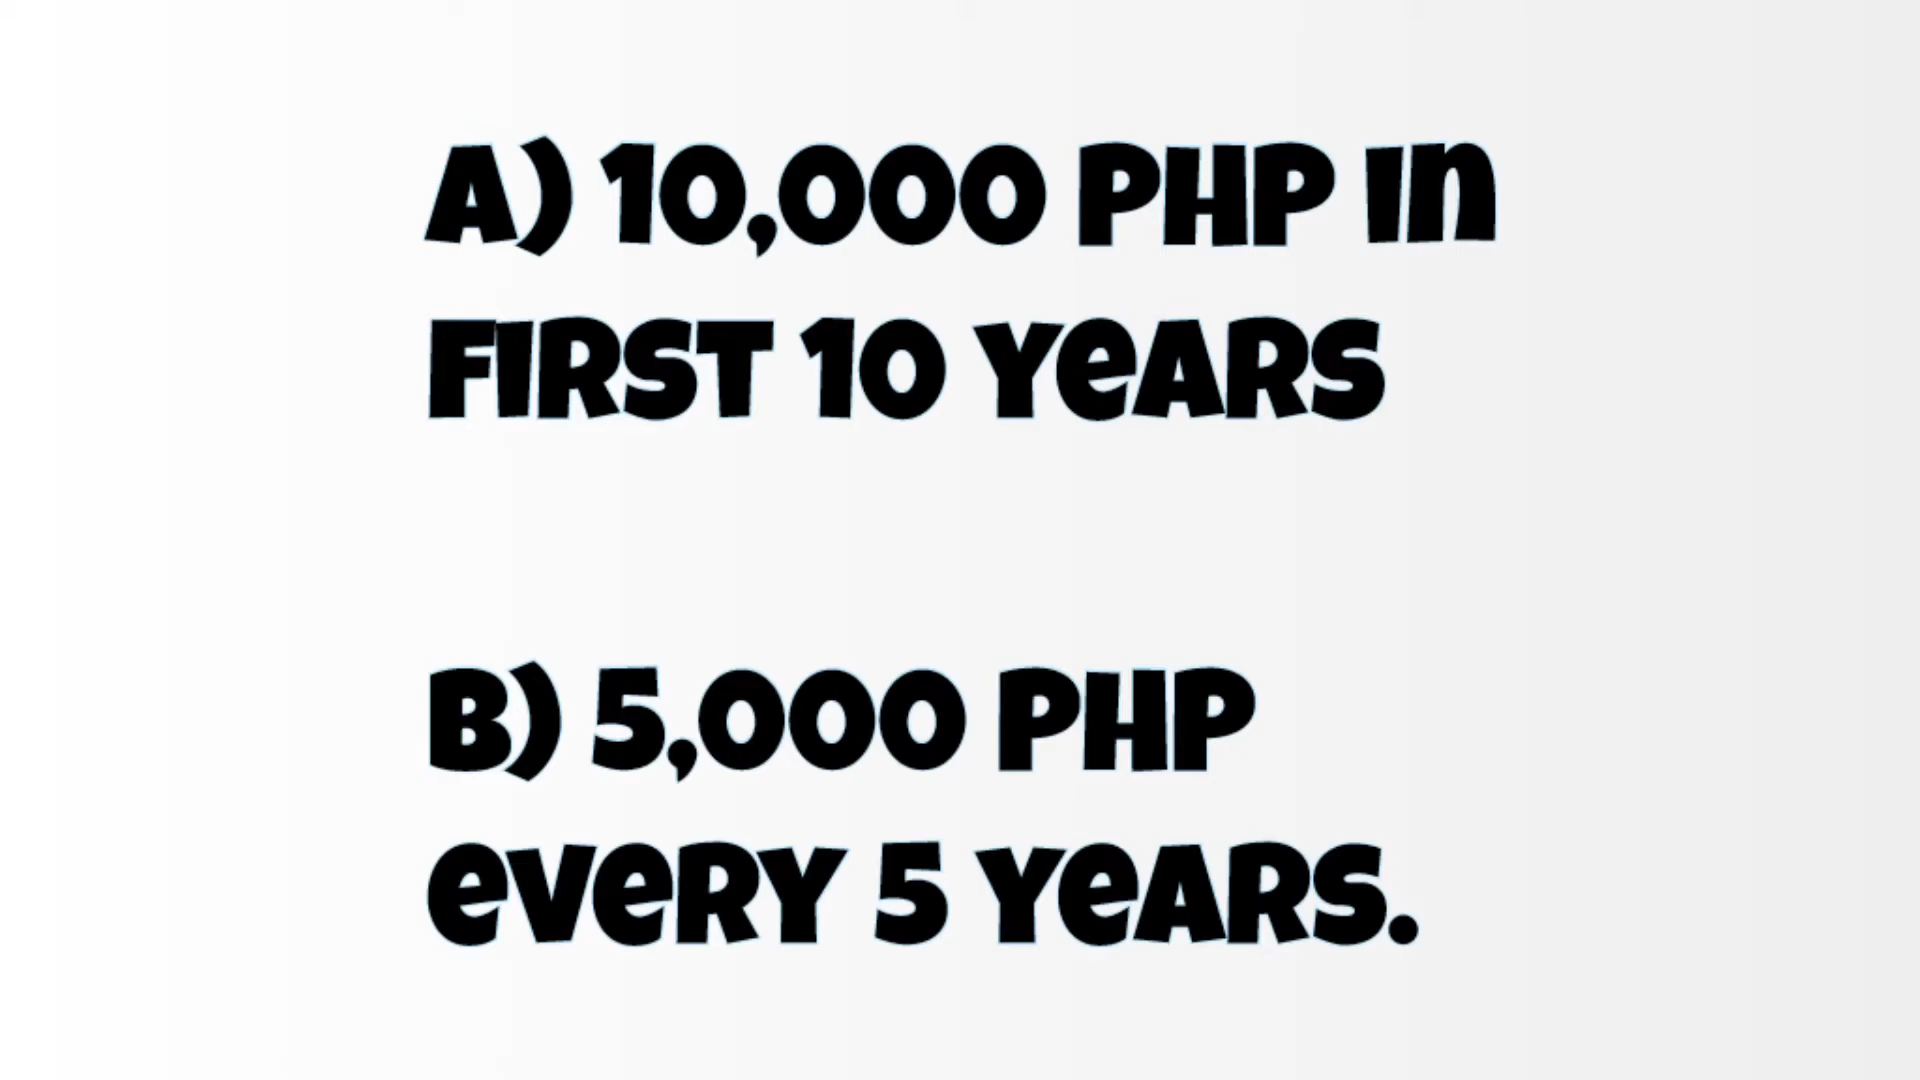 A) 10,000 PHP in
first 10 years
B) 5,000 PHP
every 5 years.